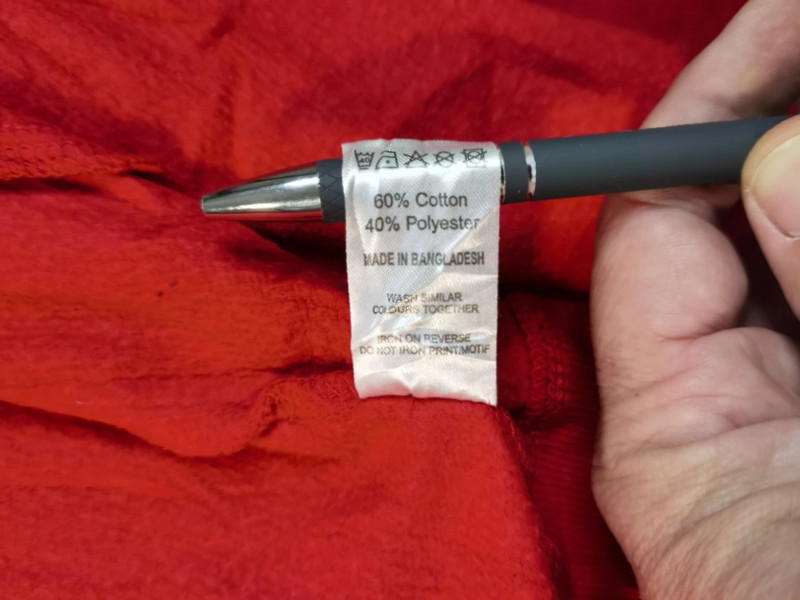 40
60% Cotton
40% Polyester
MADE IN BANGLADESH
WASH SIMILAR
COLOURS TOGETHER
IRON ON REVERSE
DO NOT IRON PRINT/MOTIF